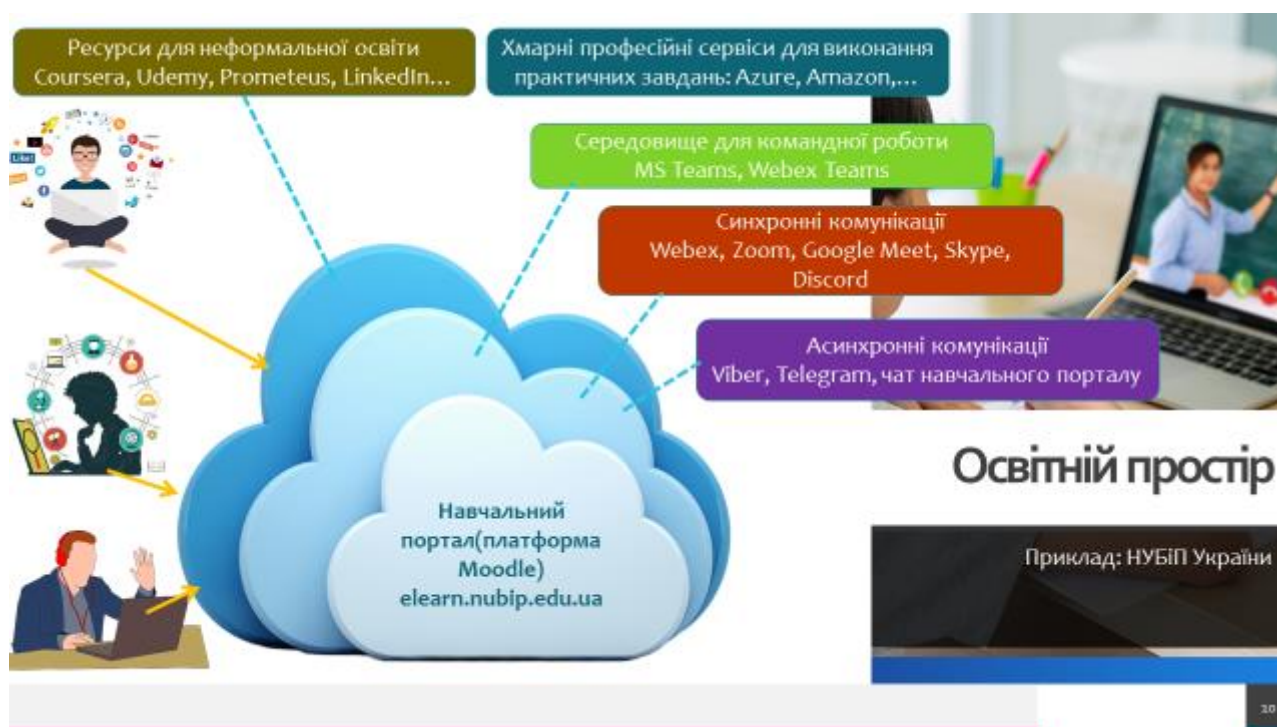 Ресурси для неформальної освіти
Coursera, Udemy, Prometeus, LinkedIn...
Хмарні професійні сервіси для виконання
практичних завдань: Azure, Amazon,...
Середовище для командної роботи
MS Teams, Webex Teams
Синхронні комунікації
Webex, Zoom, Google Meet, Skype,
Discord
Асинхронні комунікації
Viber, Telegram, чат навчального порталу
Освітній простір
Навчальний
портал(платформа
Moodle)
elearn.nubip.edu.ua
Приклад: НУБіП України
Like!